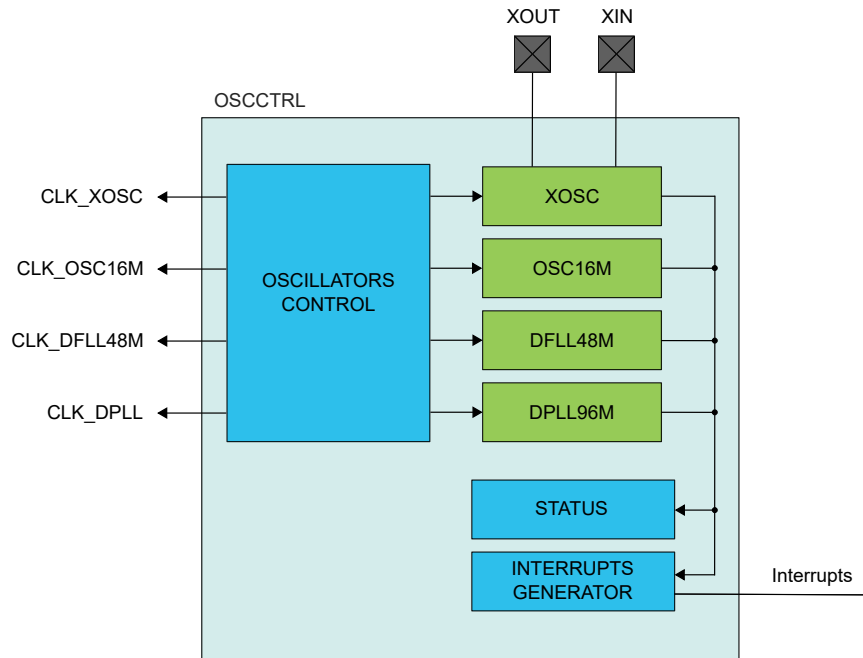 XOUT
XIN
OSCCTRL
CLK_XOSC
XOSC
CLK_OSC16M
OSC16M
OSCILLATORS
CONTROL
CLK_DFLL48M
DFLL48M
CLK_DPLL
DPLL96M
STATUS
INTERRUPTS
GENERATOR
Interrupts